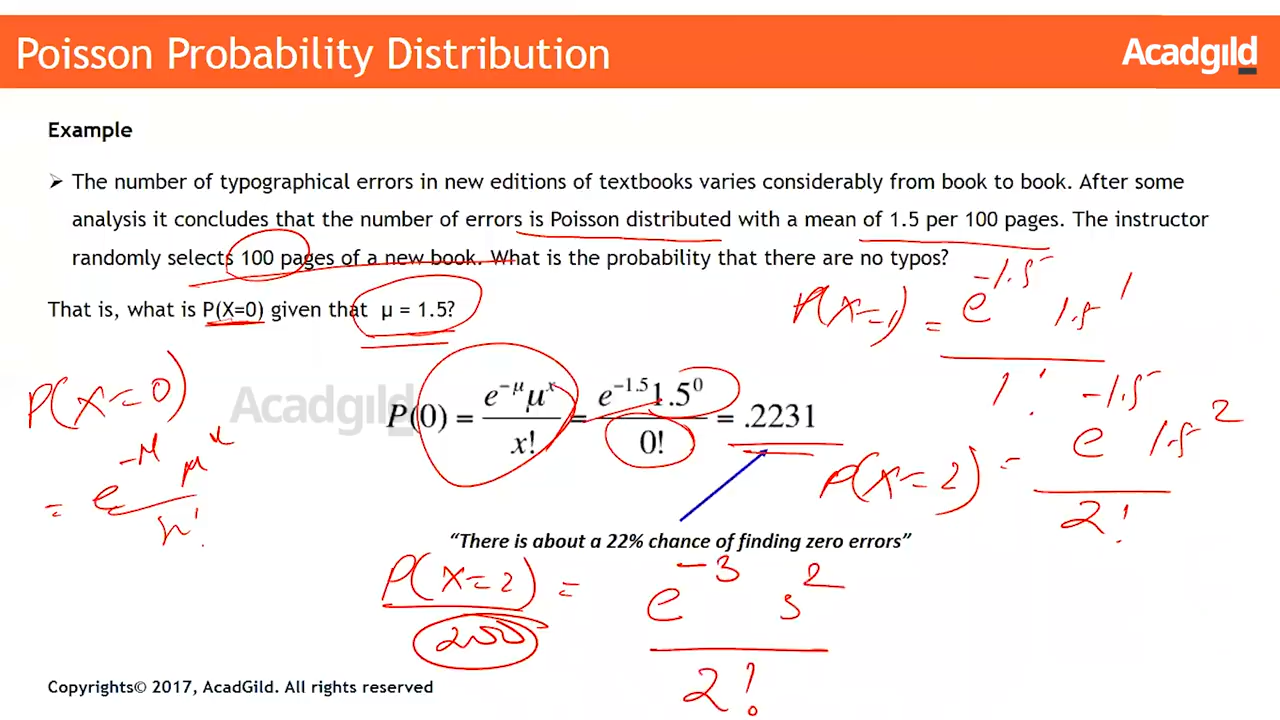 Poisson Probability Distribution
Acadgild
Example
➢ The number of typographical errors in new editions of textbooks varies considerably from book to book. After some
analysis it concludes that the number of errors is Poisson distributed with a mean of 1.5 per 100 pages. The instructor
randomly selects 100 pages of a new book. What is the probability that there are no typos?
That is, what is P(X=0) given that μ = 1.5?
P(X=1) = e^-1.5 1.5^1 / 1!
P(X=0)
= e^-μ μ^x / x!
Acadgild
P(0) = e^-μ μ^x / x! = e^-1.5 1.5^0 / 0! = .2231
P(X=2) = e^-1.5 1.5^2 / 2!
“There is about a 22% chance of finding zero errors”
P(X=2) = e^-3 3^2 / 2!
200
Copyrights© 2017, AcadGild. All rights reserved